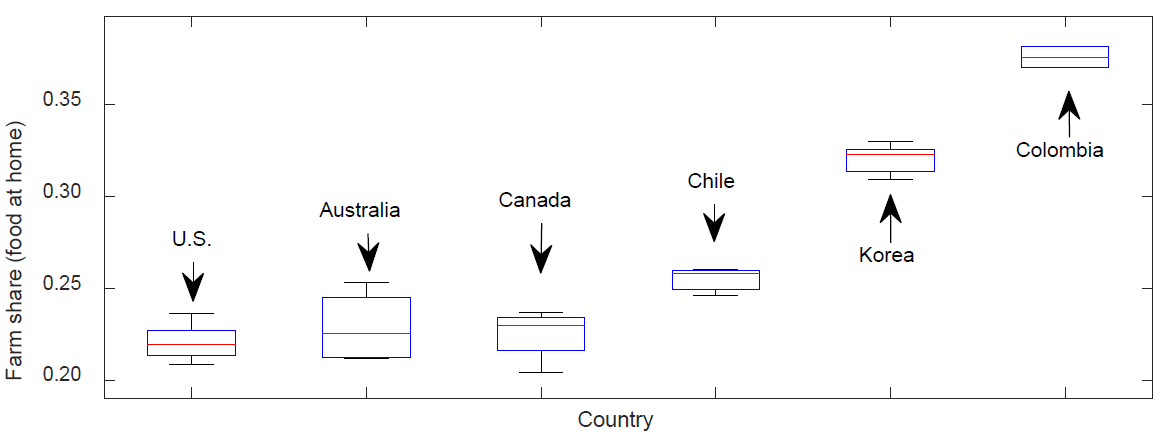 Farm share (food at home)
0.35
0.30
0.25
0.20
U.S.
Australia
Canada
Chile
Korea
Colombia
Country